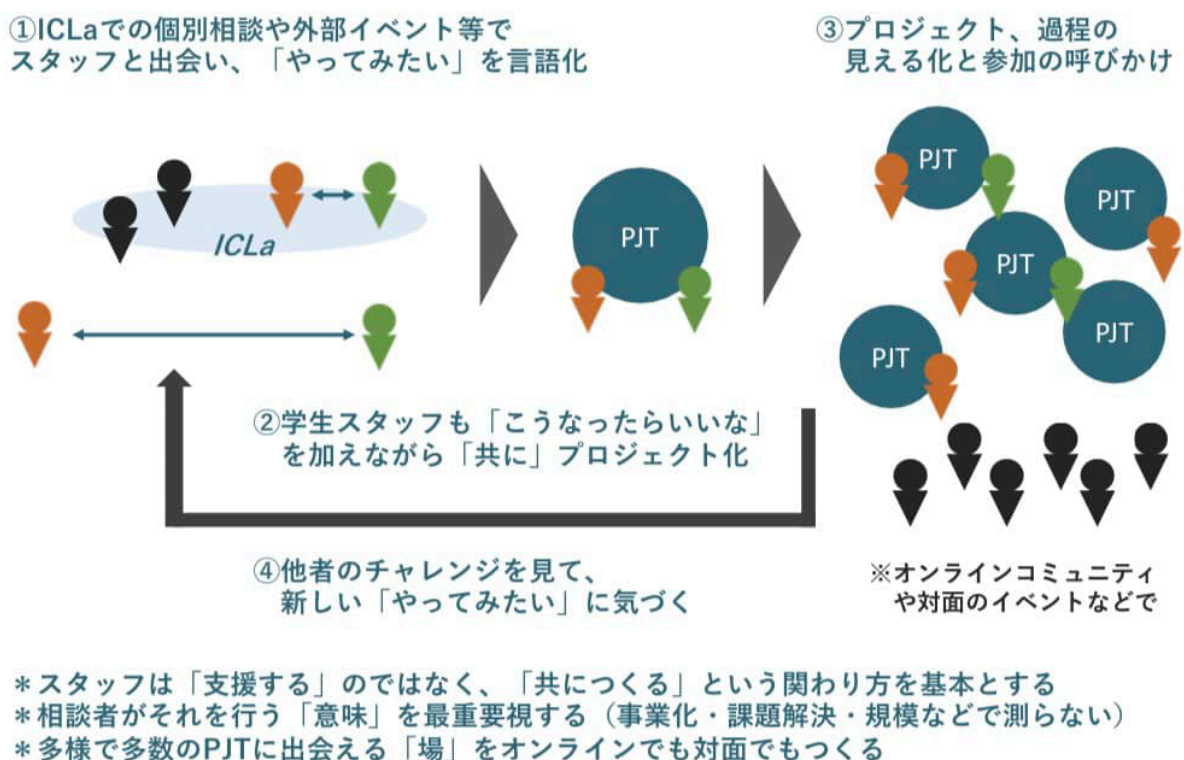 ①ICLaでの個別相談や外部イベント等で
スタッフと出会い、「やってみたい」を言語化
③プロジェクト、過程の
見える化と参加の呼びかけ
ICLa
PJT
PJT
PJT
PJT
PJT
PJT
②学生スタッフも「こうなったらいいな」
を加えながら「共に」プロジェクト化
④他者のチャレンジを見て、
新しい「やってみたい」に気づく
※オンラインコミュニティ
や対面のイベントなどで
＊スタッフは「支援する」のではなく、「共につくる」という関わり方を基本とする
＊相談者がそれを行う「意味」を最重要視する（事業化・課題解決・規模などで測らない）
＊多様で多数のPJTに出会える「場」をオンラインでも対面でもつくる